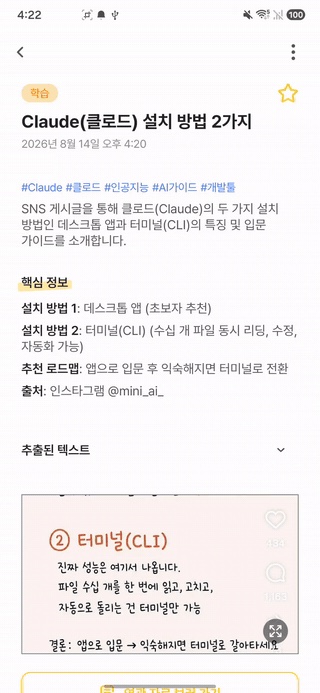 4:22
100
학습
Claude(클로드) 설치 방법 2가지
2026년 8월 14일 오후 4:20
#Claude #클로드 #인공지능 #AI가이드 #개발툴
SNS 게시글을 통해 클로드(Claude)의 두 가지 설치
방법인 데스크톱 앱과 터미널(CLI)의 특징 및 입문
가이드를 소개합니다.
핵심 정보
설치 방법 1: 데스크톱 앱 (초보자 추천)
설치 방법 2: 터미널(CLI) (수십 개 파일 동시 리딩, 수정,
자동화 가능)
추천 로드맵: 앱으로 입문 후 익숙해지면 터미널로 전환
출처: 인스타그램 @mini_ai_
추출된 텍스트
② 터미널(CLI)
진짜 성능은 여기서 나옵니다.
파일 수십 개를 한 번에 읽고, 고치고,
자동으로 돌리는 건 터미널만 가능
결론: 앱으로 입문 → 익숙해지면 터미널로 갈아타세요